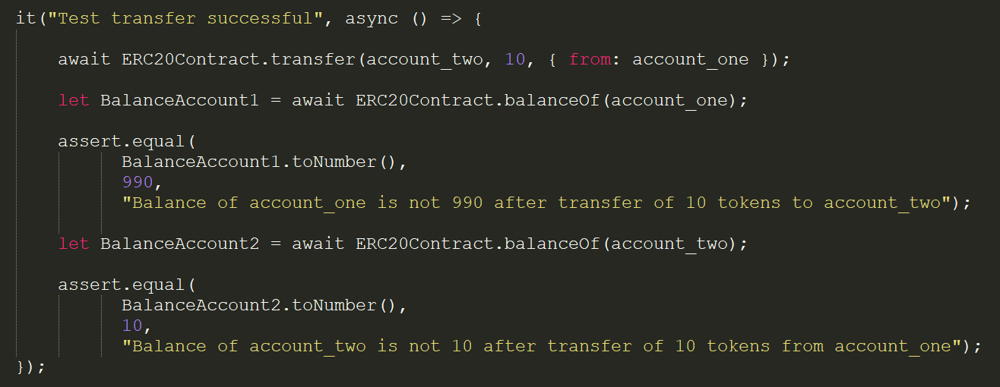 it("Test transfer successful", async () => {
await ERC20Contract.transfer(account_two, 10, { from: account_one });
let BalanceAccount1 = await ERC20Contract.balanceOf(account_one);
assert.equal(
BalanceAccount1.toNumber(),
990,
"Balance of account_one is not 990 after transfer of 10 tokens to account_two");
let BalanceAccount2 = await ERC20Contract.balanceOf(account_two);
assert.equal(
BalanceAccount2.toNumber(),
10,
"Balance of account_two is not 10 after transfer of 10 tokens from account_one");
});